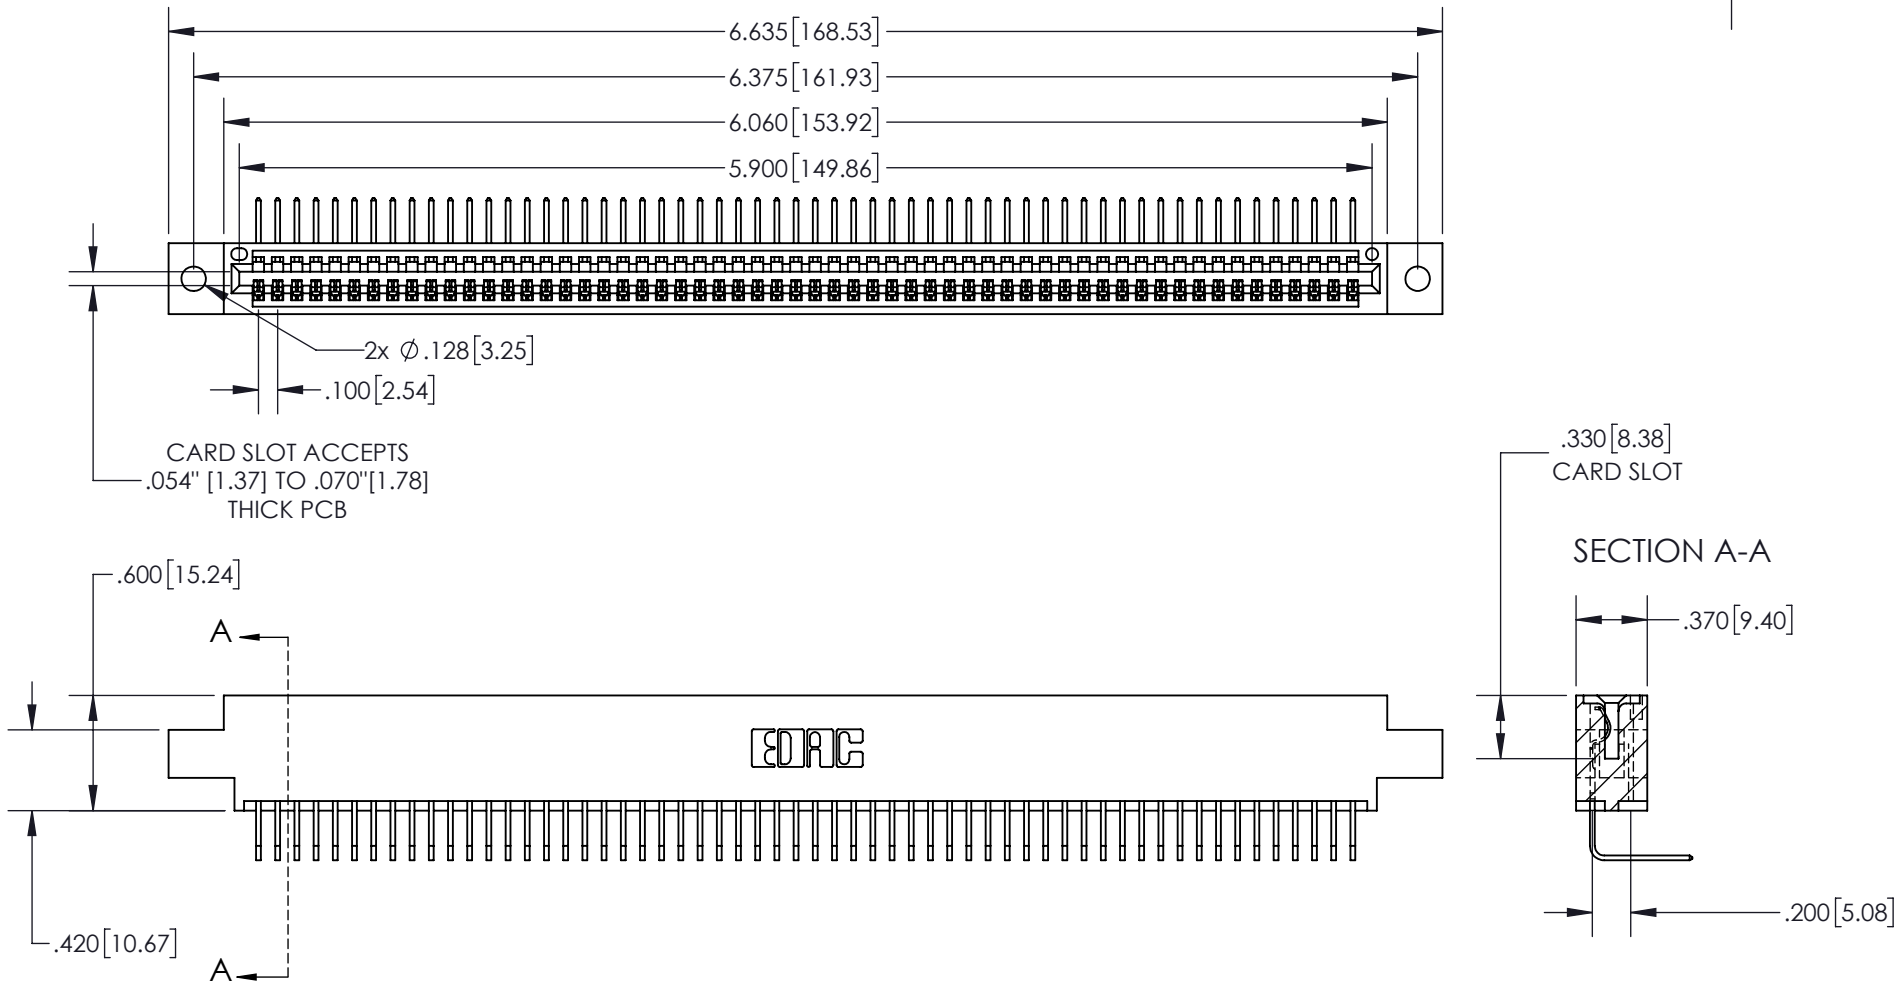 6.635[168.53]
6.375[161.93]
6.060[153.92]
5.900[149.86]
2x Ø.128[3.25]
.100[2.54]
CARD SLOT ACCEPTS
.054" [1.37] TO .070"[1.78]
THICK PCB
.330[8.38]
CARD SLOT
SECTION A-A
.600[15.24]
.370[9.40]
A
EDAC
.200[5.08]
.420[10.67]
A